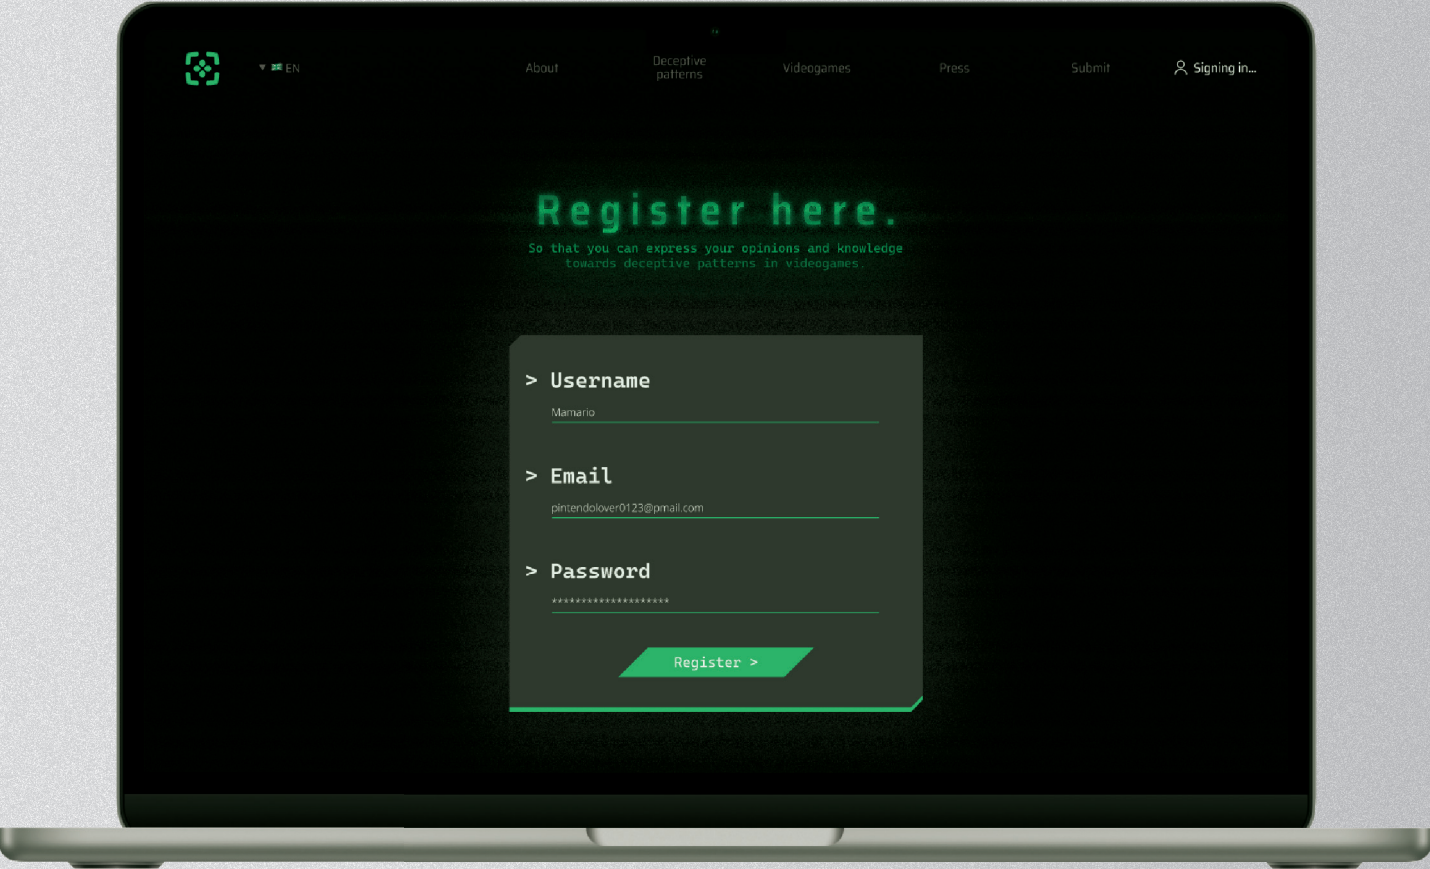 EN
About
Deceptive
patterns
Videogames
Press
Submit
Signing in...
Register here.
So that you can express your opinions and knowledge
towards deceptive patterns in videogames.
> Username
Mamario
> Email
pintendolover0123@pmail.com
> Password
********************
Register >